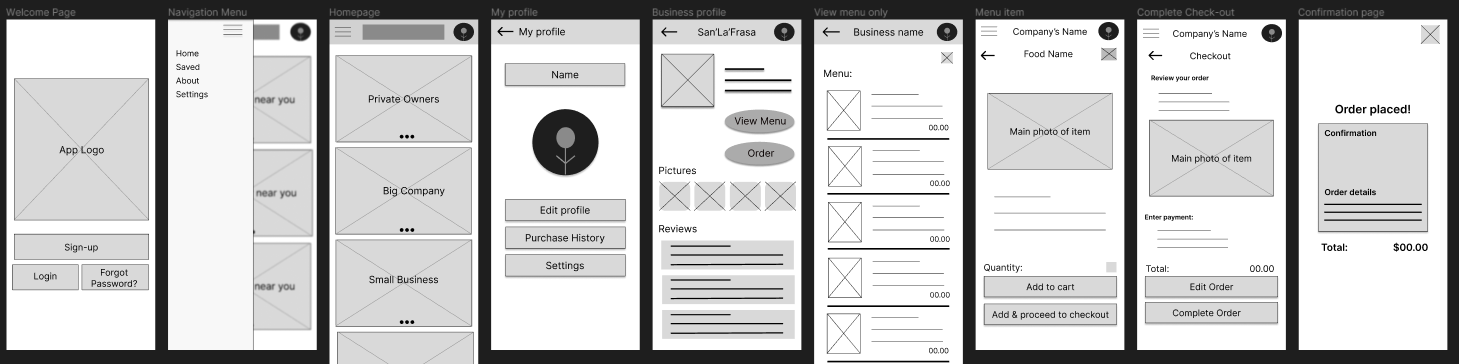 Welcome Page
App Logo
Sign-up
Login
Forgot
Password?
Navigation Menu
Home
Saved
About
Settings
near you
near you
near you
Homepage
Private Owners
Big Company
Small Business
My profile
My profile
Name
Edit profile
Purchase History
Settings
Business profile
San'La'Frasa
View Menu
Order
Pictures
Reviews
View menu only
Business name
Menu:
00.00
00.00
00.00
00.00
00.00
Menu item
Company's Name
Food Name
Main photo of item
Quantity:
Add to cart
Add & proceed to checkout
Complete Check-out
Company's Name
Checkout
Review your order
Main photo of item
Enter payment:
Total: 00.00
Edit Order
Complete Order
Confirmation page
Order placed!
Confirmation
Order details
Total: $00.00